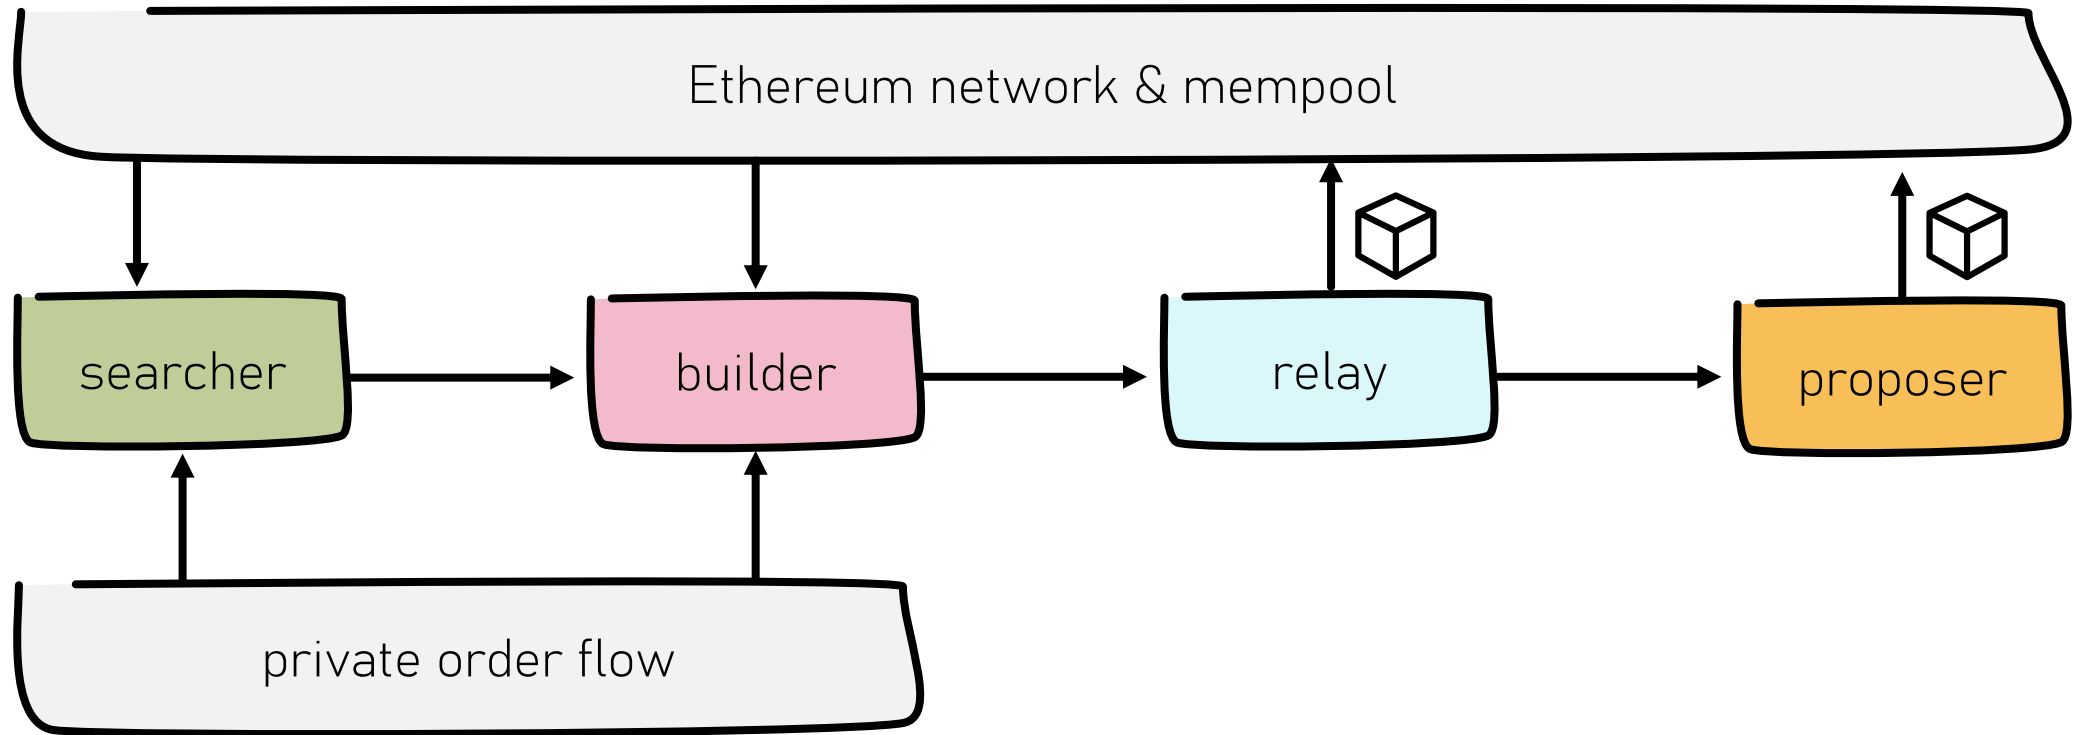 Ethereum network & mempool
searcher
builder
relay
proposer
private order flow